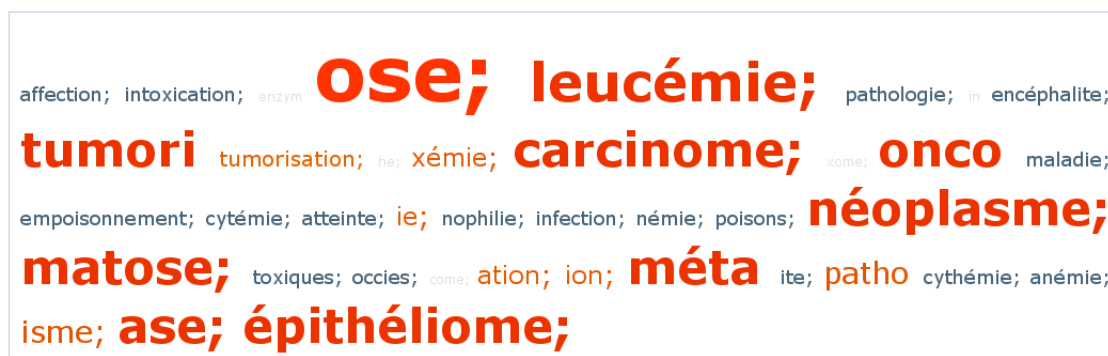 affection; intoxication; enzym ose; leucémie; pathologie; in encéphalite;
tumori tumorisation; he; xémie; carcinome; xome; onco maladie;
empoisonnement; cytémie; atteinte; ie; nophilie; infection; némie; poisons; néoplasme;
matose; toxiques; occies; come; ation; ion; méta ite; patho cythémie; anémie;
isme; ase; épithéliome;